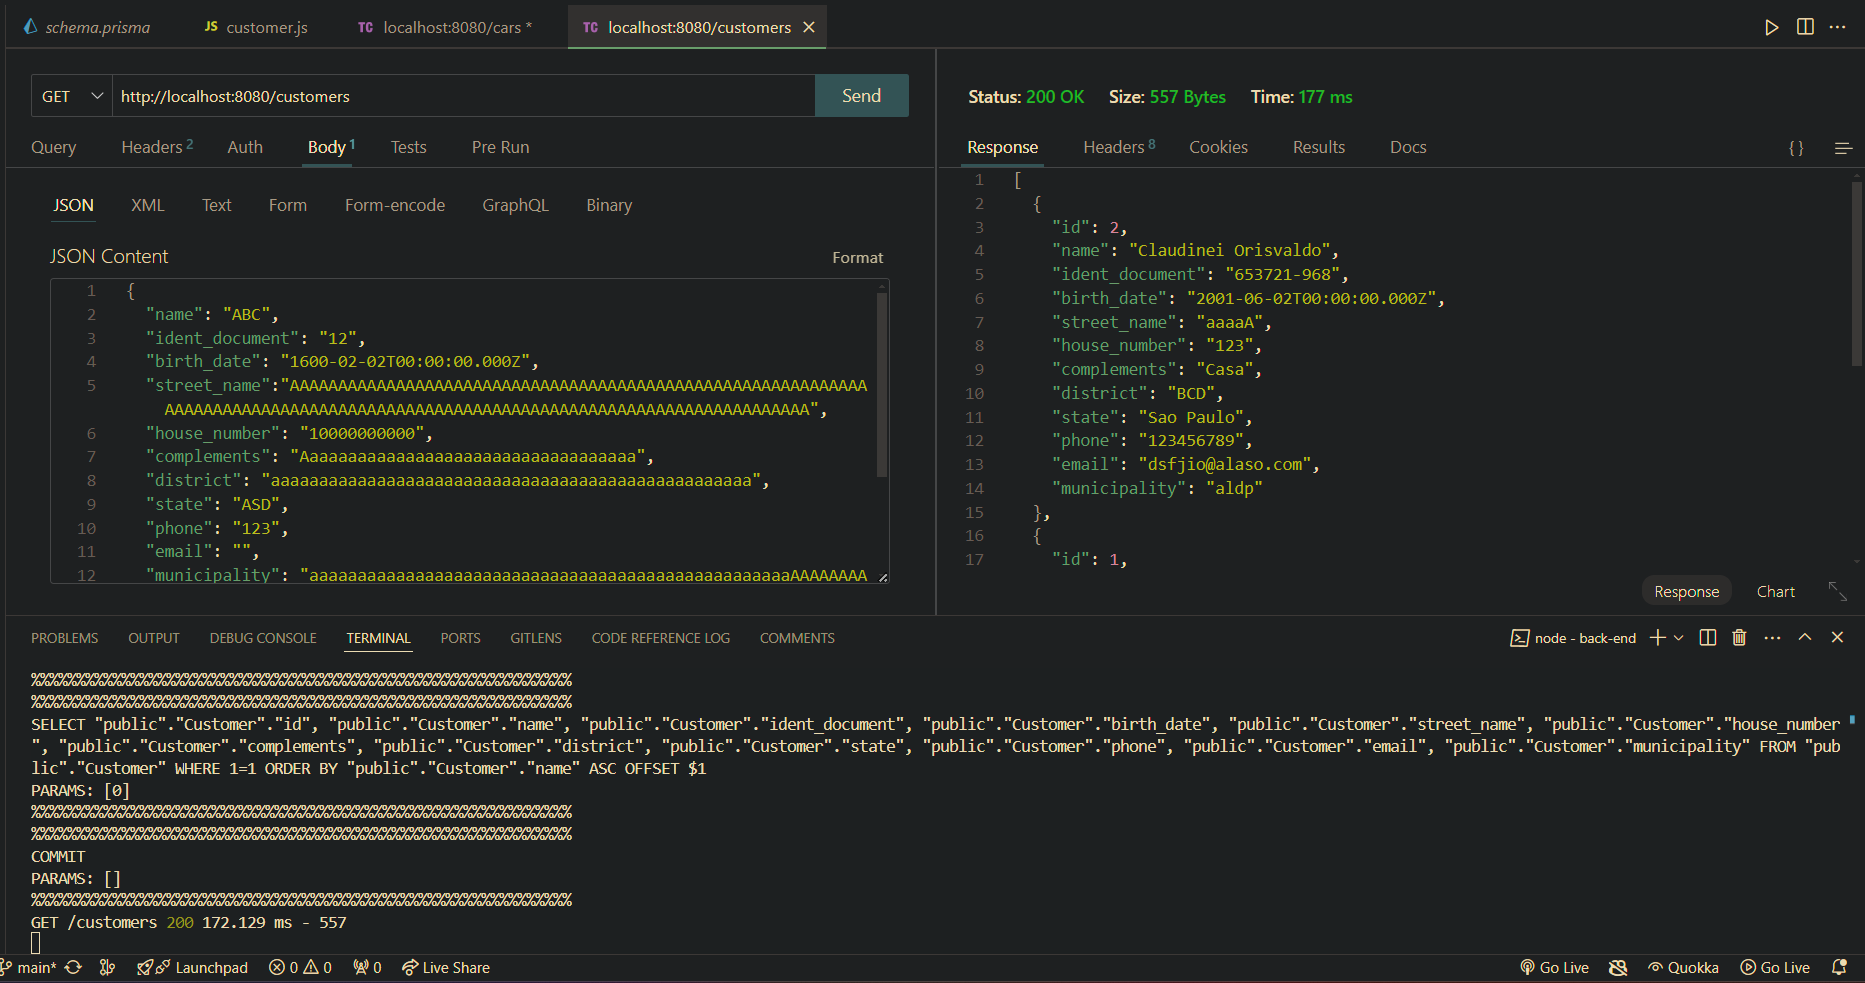 schema.prisma JS customer.js TC localhost:8080/cars * TC localhost:8080/customers
GET http://localhost:8080/customers Send
Query Headers 2 Auth Body 1 Tests Pre Run
JSON XML Text Form Form-encode GraphQL Binary
JSON Content Format
1 {
2 "name": "ABC",
3 "ident_document": "12",
4 "birth_date": "1600-02-02T00:00:00.000Z",
5 "street_name":"AAAAAAAAAAAAAAAAAAAAAAAAAAAAAAAAAAAAAAAAAAAAAAAAAAAAAAAAAAAA
AAAAAAAAAAAAAAAAAAAAAAAAAAAAAAAAAAAAAAAAAAAAAAAAAAAAAAAAAAAAAAAAAAA",
6 "house_number": "10000000000",
7 "complements": "Aaaaaaaaaaaaaaaaaaaaaaaaaaaaaaaaaaa",
8 "district": "aaaaaaaaaaaaaaaaaaaaaaaaaaaaaaaaaaaaaaaaaaaaaaaaaa",
9 "state": "ASD",
10 "phone": "123",
11 "email": "",
12 "municipality": "aaaaaaaaaaaaaaaaaaaaaaaaaaaaaaaaaaaaaaaaaaaaaaaaaaAAAAAAAA
Status: 200 OK Size: 557 Bytes Time: 177 ms
Response Headers 8 Cookies Results Docs { }
1 [
2 {
3 "id": 2,
4 "name": "Claudinei Orisvaldo",
5 "ident_document": "653721-968",
6 "birth_date": "2001-06-02T00:00:00.000Z",
7 "street_name": "aaaaA",
8 "house_number": "123",
9 "complements": "Casa",
10 "district": "BCD",
11 "state": "Sao Paulo",
12 "phone": "123456789",
13 "email": "dsfjio@alaso.com",
14 "municipality": "aldp"
15 },
16 {
17 "id": 1,
Response Chart
PROBLEMS OUTPUT DEBUG CONSOLE TERMINAL PORTS GITLENS CODE REFERENCE LOG COMMENTS node - back-end
%%%%%%%%%%%%%%%%%%%%%%%%%%%%%%%%%%%%%%%%%%%%%%%%%%%%%%%%%%%%
%%%%%%%%%%%%%%%%%%%%%%%%%%%%%%%%%%%%%%%%%%%%%%%%%%%%%%%%%%%%
SELECT "public"."Customer"."id", "public"."Customer"."name", "public"."Customer"."ident_document", "public"."Customer"."birth_date", "public"."Customer"."street_name", "public"."Customer"."house_number
", "public"."Customer"."complements", "public"."Customer"."district", "public"."Customer"."state", "public"."Customer"."phone", "public"."Customer"."email", "public"."Customer"."municipality" FROM "pub
lic"."Customer" WHERE 1=1 ORDER BY "public"."Customer"."name" ASC OFFSET $1
PARAMS: [0]
%%%%%%%%%%%%%%%%%%%%%%%%%%%%%%%%%%%%%%%%%%%%%%%%%%%%%%%%%%%%
%%%%%%%%%%%%%%%%%%%%%%%%%%%%%%%%%%%%%%%%%%%%%%%%%%%%%%%%%%%%
COMMIT
PARAMS: []
%%%%%%%%%%%%%%%%%%%%%%%%%%%%%%%%%%%%%%%%%%%%%%%%%%%%%%%%%%%%
GET /customers 200 172.129 ms - 557
main* Launchpad 0 0 0 Live Share Go Live Quokka Go Live